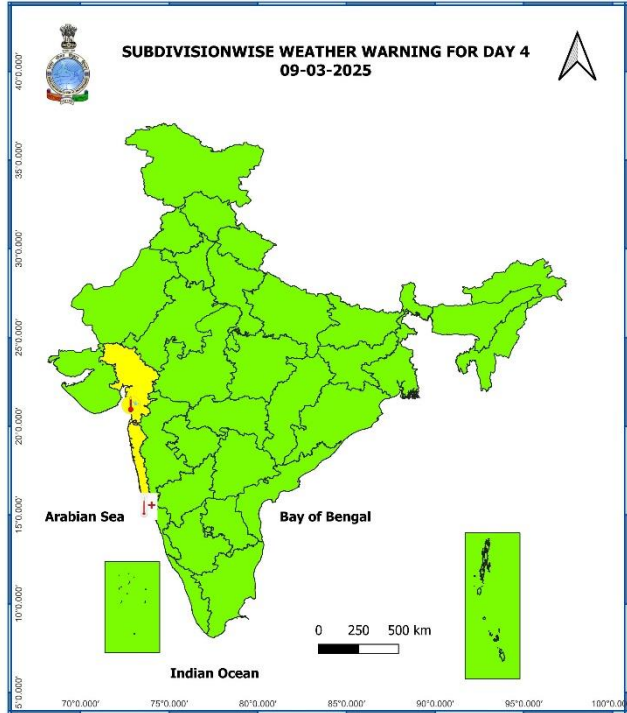 SUBDIVISIONWISE WEATHER WARNING FOR DAY 4
09-03-2025
40°0.000'
35°0.000'
30°0.000'
25°0.000'
20°0.000'
15°0.000'
10°0.000'
5°0.000'
Arabian Sea
Bay of Bengal
0 250 500 km
Indian Ocean
70°0.000' 75°0.000' 80°0.000' 85°0.000' 90°0.000' 95°0.000' 100°0.0